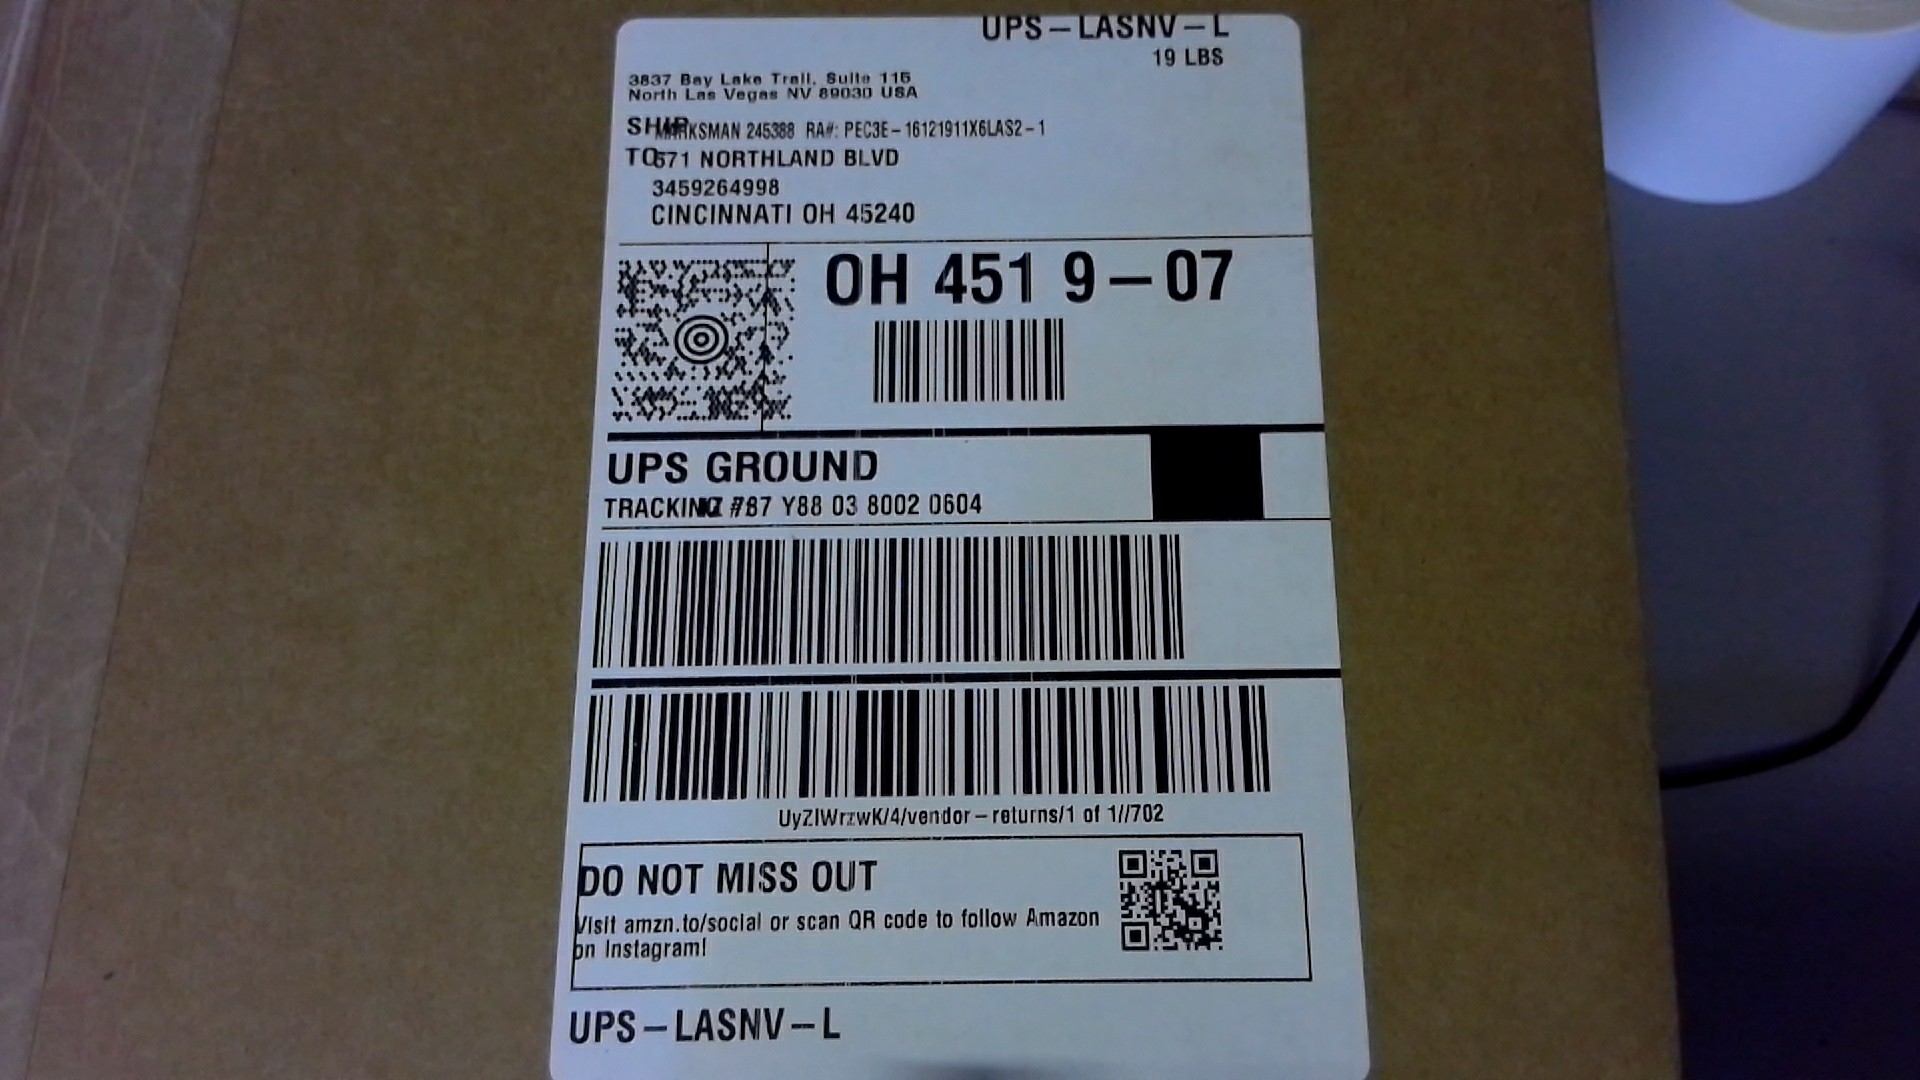 UPS-LASNV-L
19 LBS
3837 Bay Lake Trail, Suite 115
North Las Vegas NV 89030 USA
SHIP
MARKSMAN 245388 RA#: PEC3E-16121911X6LAS2-1
TO 671 NORTHLAND BLVD
3459264998
CINCINNATI OH 45240
OH 451 9-07
UPS GROUND
TRACKING #87 Y88 03 8002 0604
UyZIWrzwK/4/vendor-returns/1 of 1//702
DO NOT MISS OUT
Visit amzn.to/social or scan QR code to follow Amazon
on Instagram!
UPS-LASNV-L